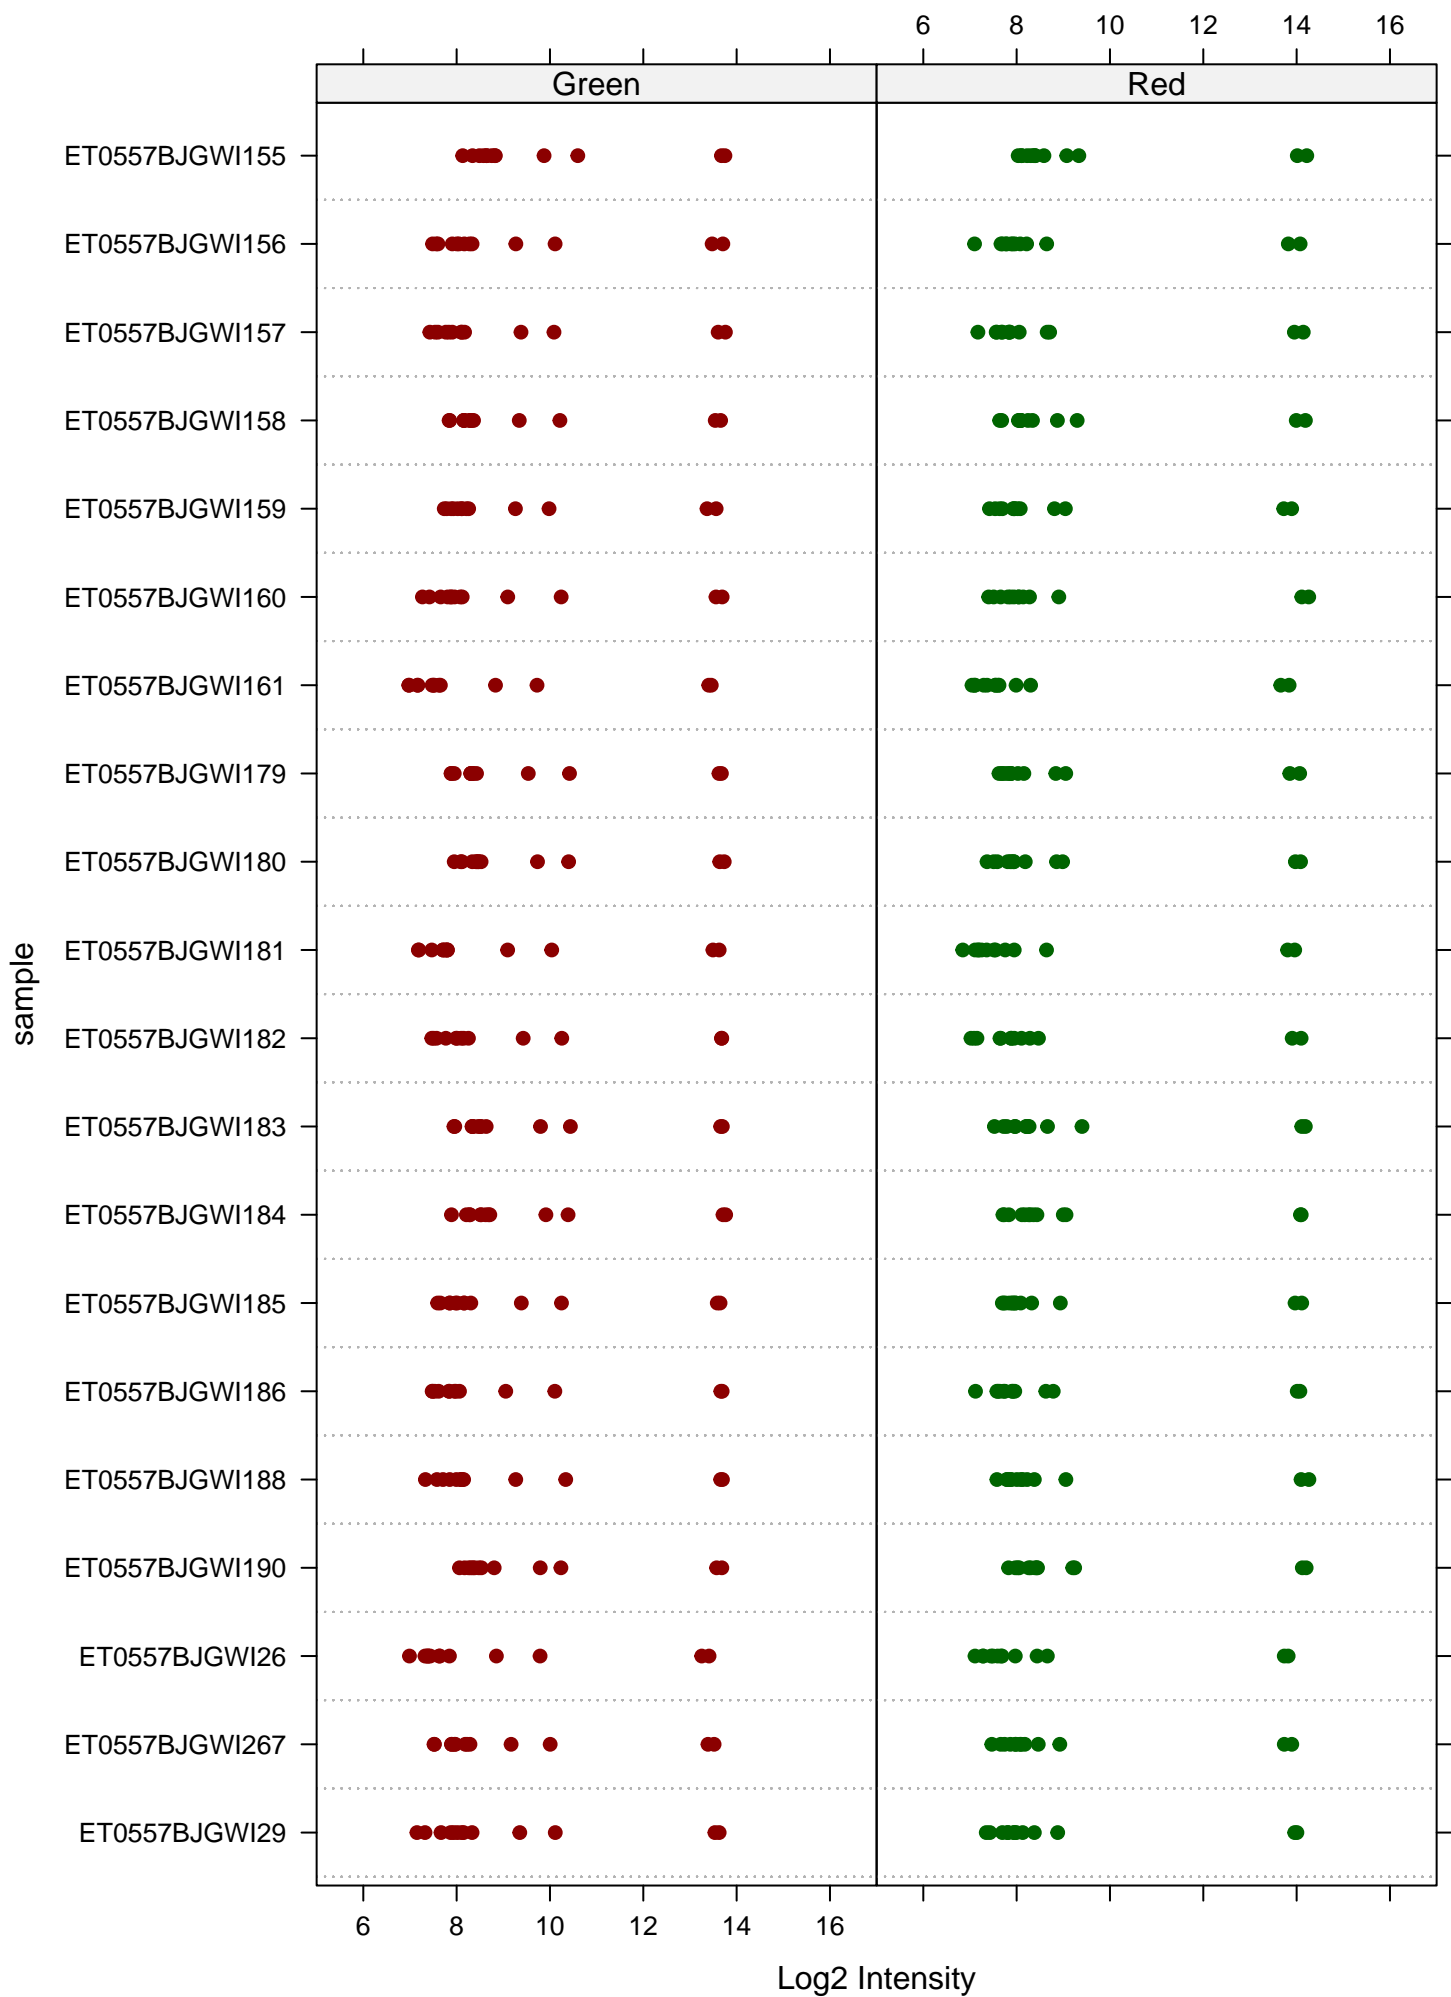 6 8 10 12 14 16
Green Red
ET0557BJGWI155
ET0557BJGWI156
ET0557BJGWI157
ET0557BJGWI158
ET0557BJGWI159
ET0557BJGWI160
ET0557BJGWI161
ET0557BJGWI179
ET0557BJGWI180
ET0557BJGWI181
ET0557BJGWI182
ET0557BJGWI183
ET0557BJGWI184
ET0557BJGWI185
ET0557BJGWI186
ET0557BJGWI188
ET0557BJGWI190
ET0557BJGWI26
ET0557BJGWI267
ET0557BJGWI29
sample
6 8 10 12 14 16
Log2 Intensity